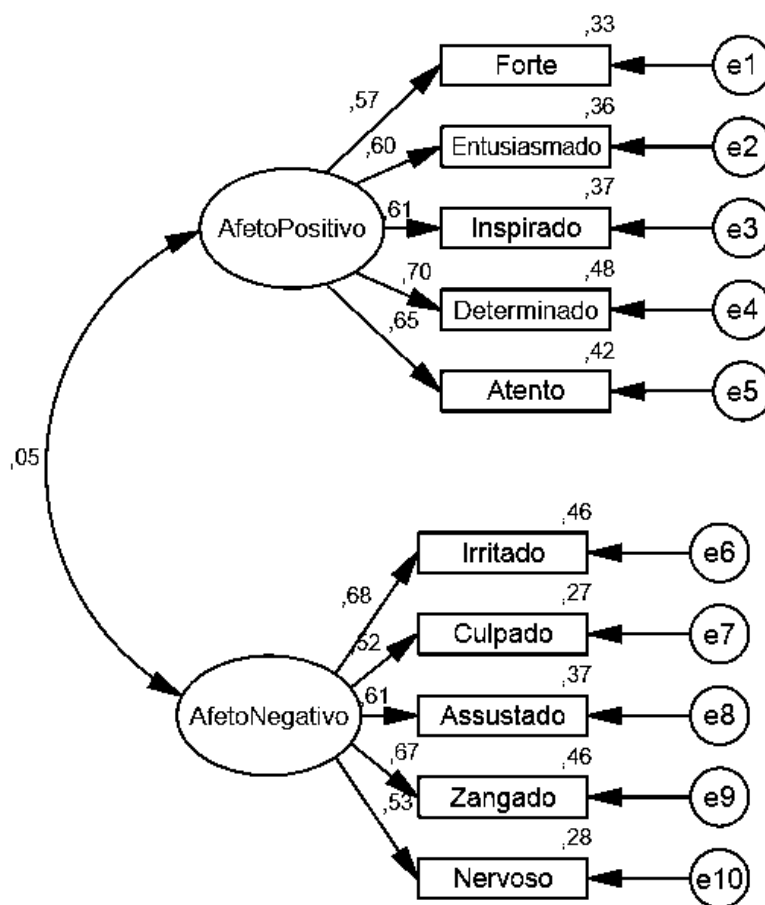 ,33
Forte
e1
,57
,36
Entusiasmado
e2
,60
,37
AfetoPositivo
,61
Inspirado
e3
,48
,70
Determinado
e4
,65
,42
Atento
e5
,05
,46
Irritado
e6
,68
,27
Culpado
e7
,52
,37
AfetoNegativo
,61
Assustado
e8
,46
,67
Zangado
e9
,53
,28
Nervoso
e10